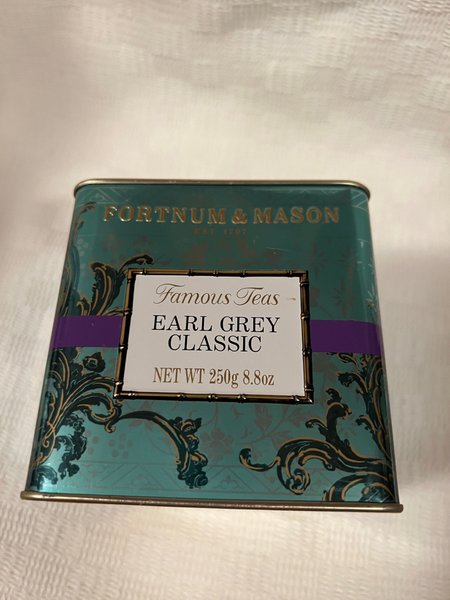 FORTNUM & MASON
EST 1707
Famous Teas
EARL GREY
CLASSIC
NET WT 250g 8.8oz